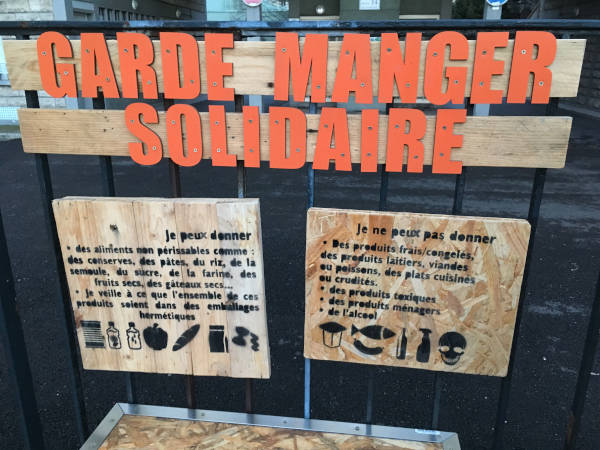 GARDE MANGER
SOLIDAIRE
Je peux donner
• des aliments non périssables comme :
des conserves, des pâtes, du riz, de la
semoule, du sucre, de la farine, des
fruits secs, des gâteaux secs...
• je veille à ce que l'ensemble de ces
produits soient dans des emballages
hermétiques
Je ne peux pas donner
• Des produits frais/congelés,
des produits laitiers, viandes
ou poissons, des plats cuisinés
ou crudités.
• des produits toxiques
• des produits ménagers
• de l'alcool